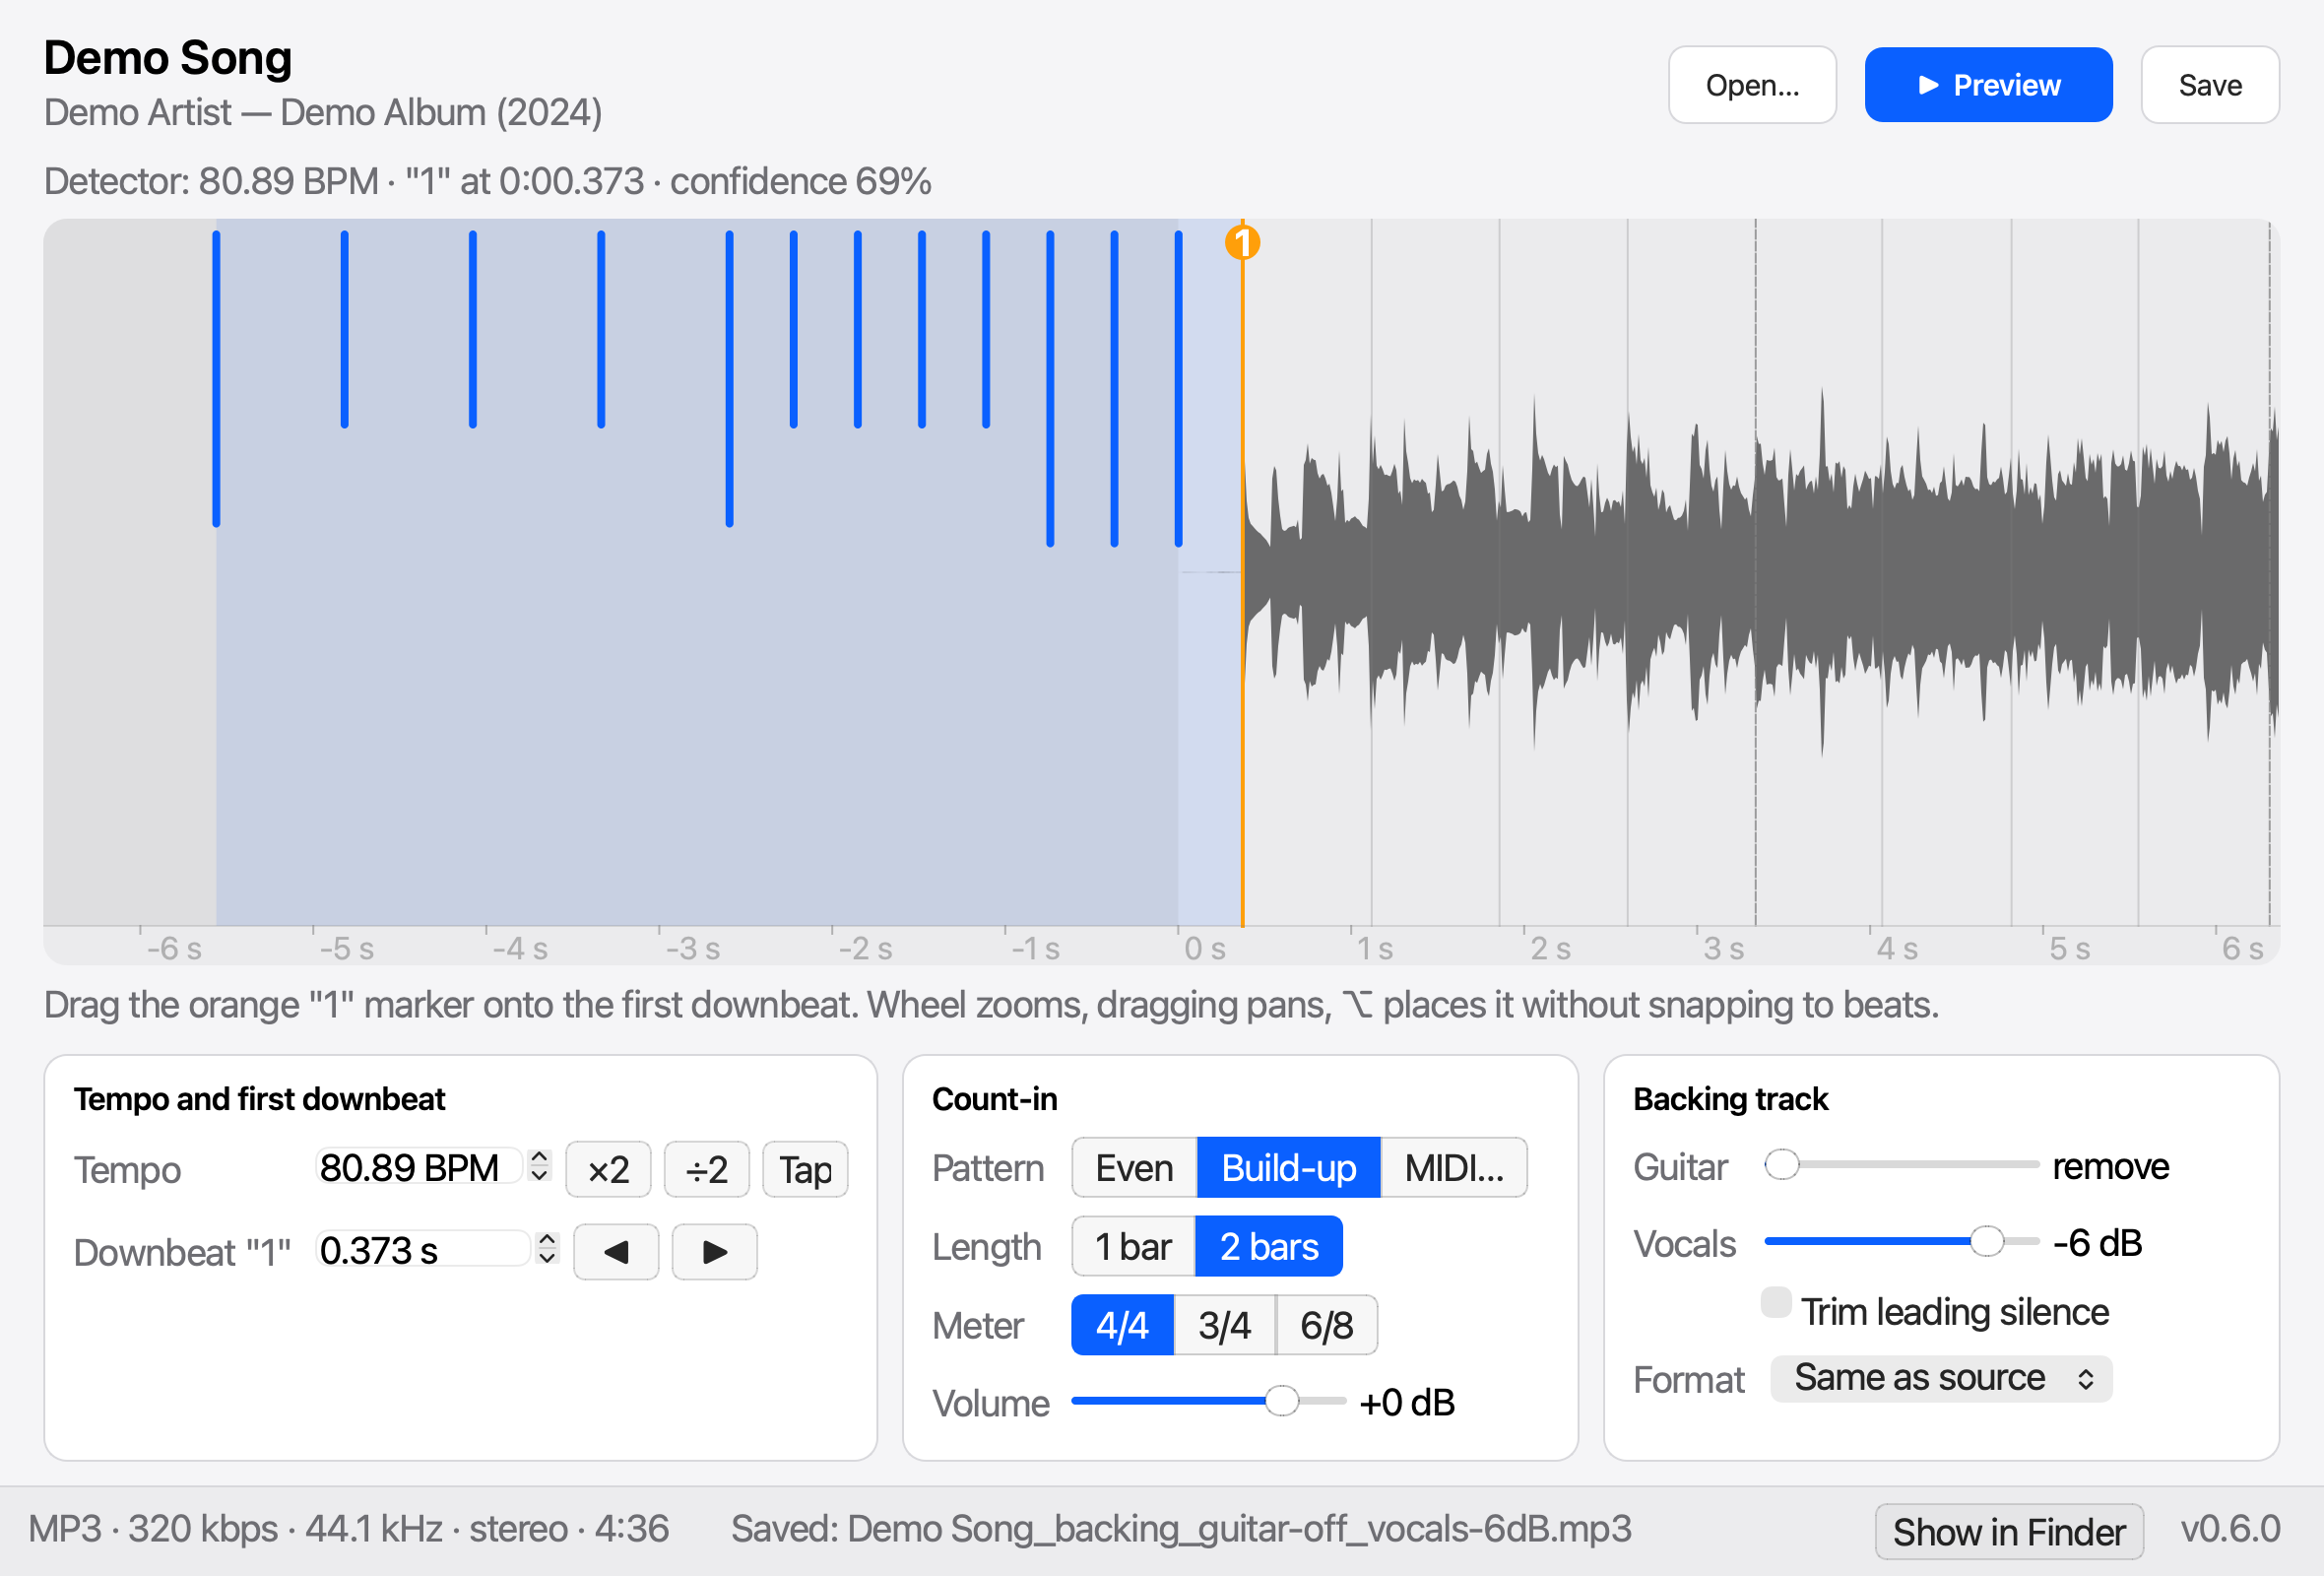 Demo Song
Demo Artist — Demo Album (2024)
Open...
▶ Preview
Save
Detector: 80.89 BPM · "1" at 0:00.373 · confidence 69%
1
-6 s -5 s -4 s -3 s -2 s -1 s 0 s 1 s 2 s 3 s 4 s 5 s 6 s
Drag the orange "1" marker onto the first downbeat. Wheel zooms, dragging pans, ⌥ places it without snapping to beats.
Tempo and first downbeat
Tempo 80.89 BPM ×2 ÷2 Tap
Downbeat "1" 0.373 s ◀ ▶
Count-in
Pattern Even Build-up MIDI...
Length 1 bar 2 bars
Meter 4/4 3/4 6/8
Volume +0 dB
Backing track
Guitar remove
Vocals -6 dB
Trim leading silence
Format Same as source
MP3 · 320 kbps · 44.1 kHz · stereo · 4:36
Saved: Demo Song_backing_guitar-off_vocals-6dB.mp3
Show in Finder
v0.6.0